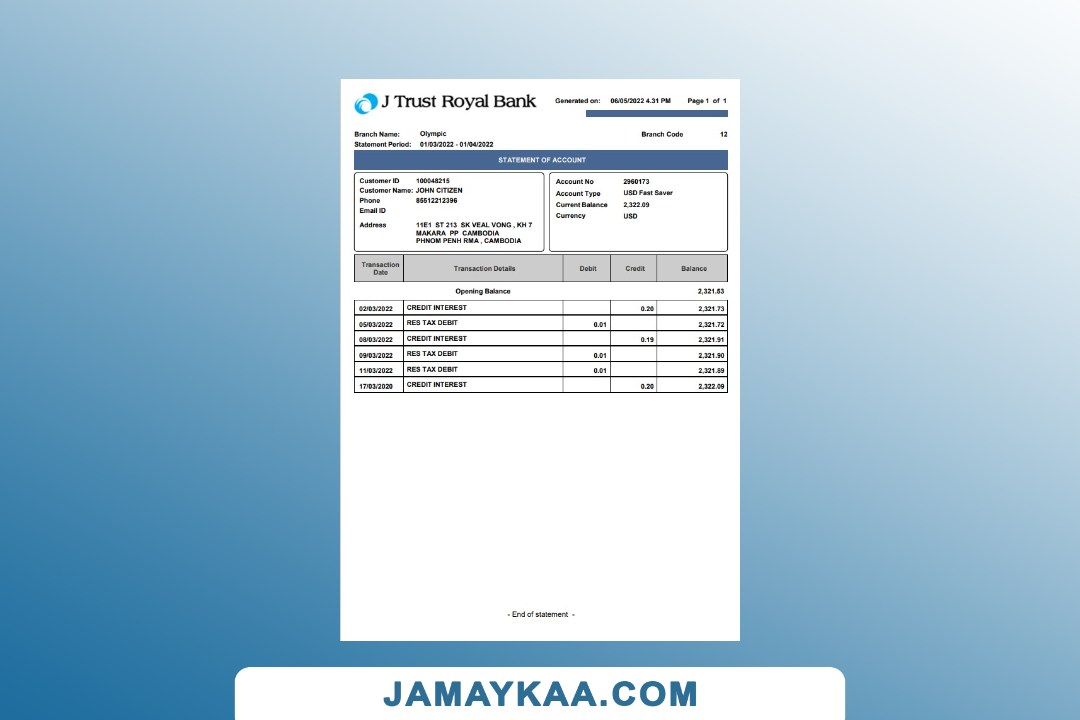 J Trust Royal Bank
Generated on: 06/05/2022 4.31 PM Page 1 of 1
Branch Name: Olympic Branch Code 12
Statement Period: 01/03/2022 - 01/04/2022
STATEMENT OF ACCOUNT
Customer ID 100048215
Customer Name: JOHN CITIZEN
Phone 85512212396
Email ID
Address 11E1 ST 213 SK VEAL VONG , KH 7
MAKARA PP CAMBODIA
PHNOM PENH RMA , CAMBODIA
Account No 2960173
Account Type USD Fast Saver
Current Balance 2,322.09
Currency USD
Transaction Date Transaction Details Debit Credit Balance
Opening Balance 2,321.53
02/03/2022 CREDIT INTEREST 0.20 2,321.73
05/03/2022 RES TAX DEBIT 0.01 2,321.72
08/03/2022 CREDIT INTEREST 0.19 2,321.91
09/03/2022 RES TAX DEBIT 0.01 2,321.90
11/03/2022 RES TAX DEBIT 0.01 2,321.89
17/03/2020 CREDIT INTEREST 0.20 2,322.09
- End of statement -
JAMAYKAA.COM